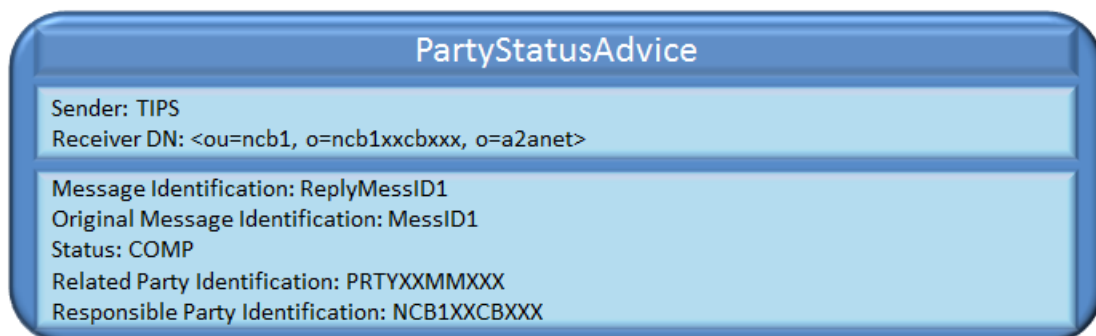 PartyStatusAdvice
Sender: TIPS
Receiver DN: <ou=ncb1, o=ncb1xxcbxxx, o=a2anet>
Message Identification: ReplyMessID1
Original Message Identification: MessID1
Status: COMP
Related Party Identification: PRTYXXMMXXX
Responsible Party Identification: NCB1XXCBXXX